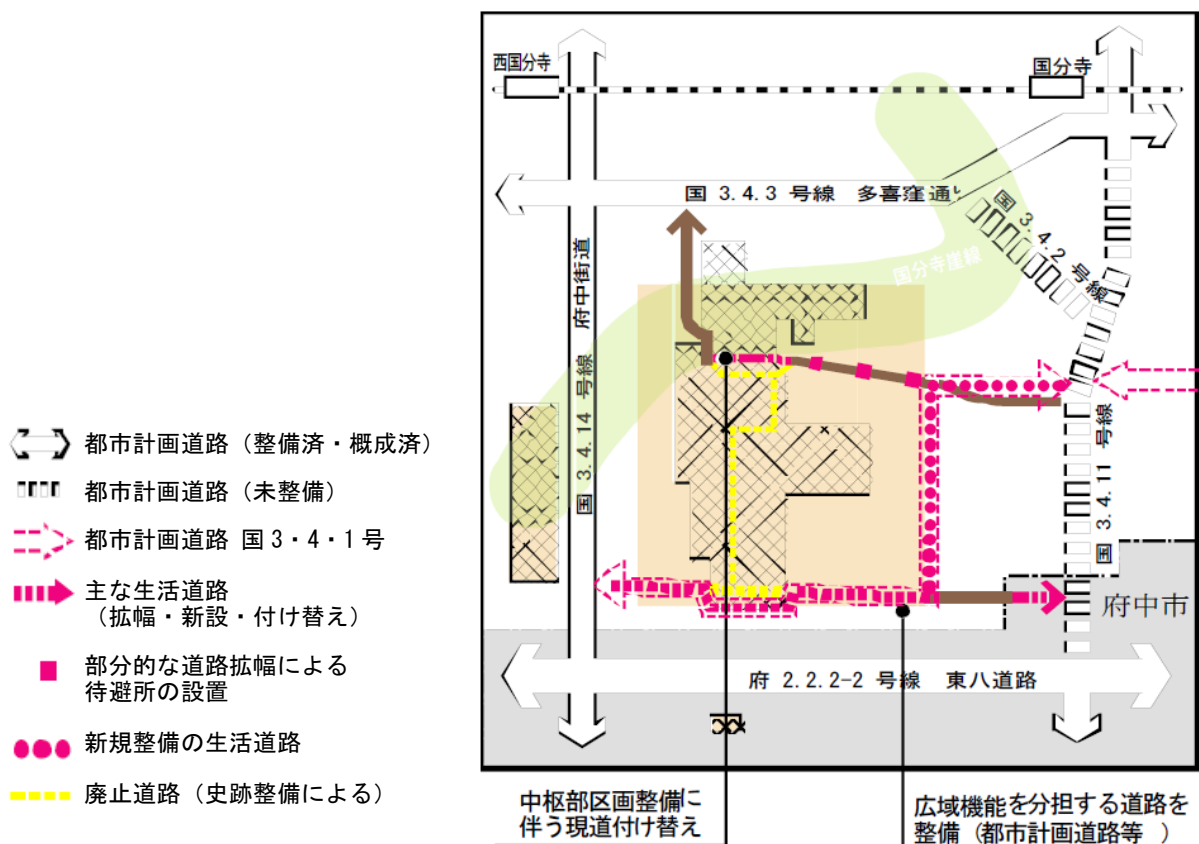 西国分寺
国分寺
国 3.4.3 号線 多喜窪通り
国 3.4.2 号線
国分寺崖線
国 3.4.14 号線 府中街道
国 3.4.11 号線
府中市
府 2.2.2-2 号線 東八道路
都市計画道路(整備済・概成済)
都市計画道路(未整備)
都市計画道路 国3・4・1号
主な生活道路
(拡幅・新設・付け替え)
部分的な道路拡幅による
待避所の設置
新規整備の生活道路
廃止道路(史跡整備による)
中枢部区画整備に
伴う現道付け替え
広域機能を分担する道路を
整備(都市計画道路等 )